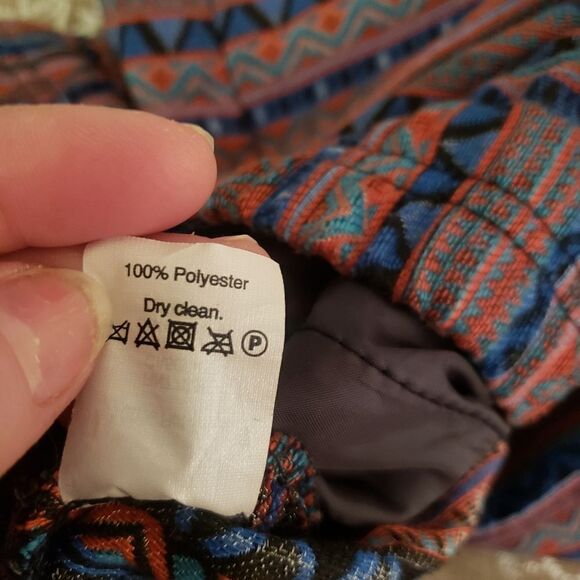 100% Polyester
Dry clean.
P